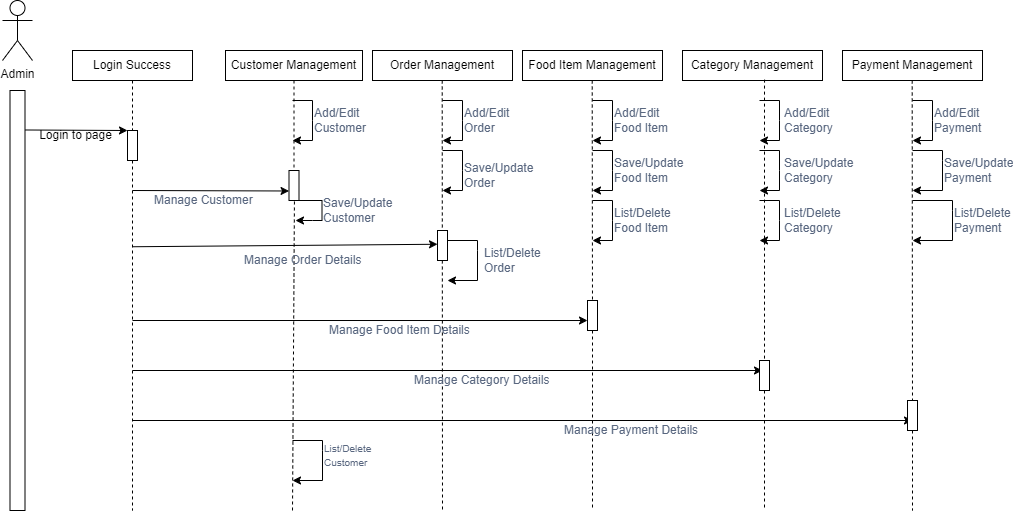 Admin
Login Success
Customer Management
Order Management
Food Item Management
Category Management
Payment Management
Add/Edit
Customer
Add/Edit
Order
Add/Edit
Food Item
Add/Edit
Category
Add/Edit
Payment
Login to page
Save/Update
Order
Save/Update
Food Item
Save/Update
Category
Save/Update
Payment
Manage Customer
Save/Update
Customer
List/Delete
Food Item
List/Delete
Category
List/Delete
Payment
Manage Order Details
List/Delete
Order
Manage Food Item Details
Manage Category Details
Manage Payment Details
List/Delete
Customer